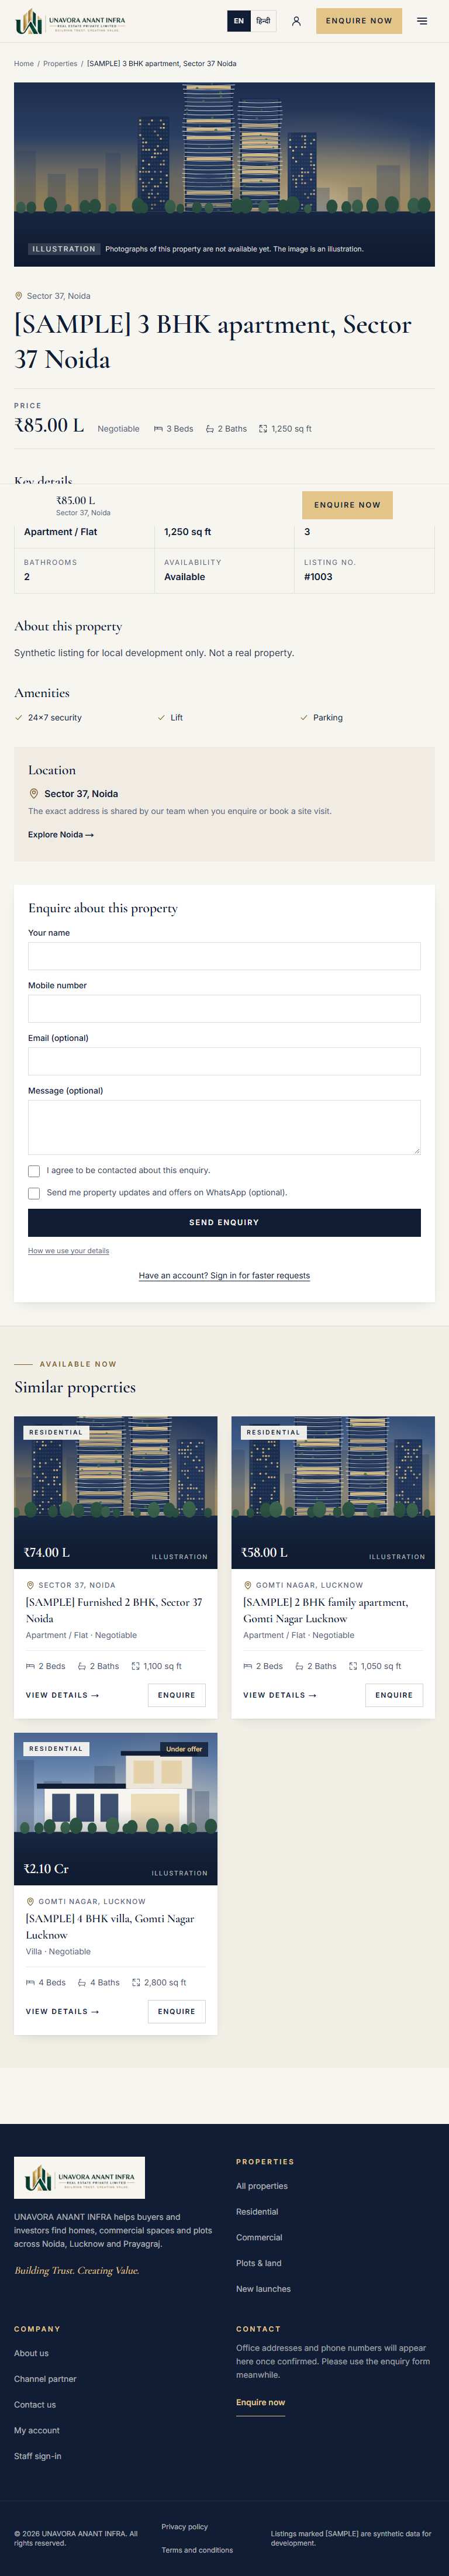 UNAVORA ANANT INFRA
REAL ESTATE PRIVATE LIMITED
BUILDING TRUST. CREATING VALUE.
EN
हिन्दी
ENQUIRE NOW
Home / Properties / [SAMPLE] 3 BHK apartment, Sector 37 Noida
ILLUSTRATION Photographs of this property are not available yet. The image is an illustration.
Sector 37, Noida
[SAMPLE] 3 BHK apartment, Sector
37 Noida
PRICE
₹85.00 L Negotiable 3 Beds 2 Baths 1,250 sq ft
Key details
₹85.00 L
Sector 37, Noida
ENQUIRE NOW
Apartment / Flat 1,250 sq ft 3
BATHROOMS AVAILABILITY LISTING NO.
2 Available #1003
About this property
Synthetic listing for local development only. Not a real property.
Amenities
24×7 security Lift Parking
Location
Sector 37, Noida
The exact address is shared by our team when you enquire or book a site visit.
Explore Noida →
Enquire about this property
Your name
Mobile number
Email (optional)
Message (optional)
I agree to be contacted about this enquiry.
Send me property updates and offers on WhatsApp (optional).
SEND ENQUIRY
How we use your details
Have an account? Sign in for faster requests
AVAILABLE NOW
Similar properties
RESIDENTIAL
₹74.00 L ILLUSTRATION
SECTOR 37, NOIDA
[SAMPLE] Furnished 2 BHK, Sector 37
Noida
Apartment / Flat · Negotiable
2 Beds 2 Baths 1,100 sq ft
VIEW DETAILS → ENQUIRE
RESIDENTIAL
₹58.00 L ILLUSTRATION
GOMTI NAGAR, LUCKNOW
[SAMPLE] 2 BHK family apartment,
Gomti Nagar Lucknow
Apartment / Flat · Negotiable
2 Beds 2 Baths 1,050 sq ft
VIEW DETAILS → ENQUIRE
RESIDENTIAL Under offer
₹2.10 Cr ILLUSTRATION
GOMTI NAGAR, LUCKNOW
[SAMPLE] 4 BHK villa, Gomti Nagar
Lucknow
Villa · Negotiable
4 Beds 4 Baths 2,800 sq ft
VIEW DETAILS → ENQUIRE
UNAVORA ANANT INFRA
REAL ESTATE PRIVATE LIMITED
BUILDING TRUST. CREATING VALUE.
UNAVORA ANANT INFRA helps buyers and
investors find homes, commercial spaces and plots
across Noida, Lucknow and Prayagraj.
Building Trust. Creating Value.
PROPERTIES
All properties
Residential
Commercial
Plots & land
New launches
COMPANY
About us
Channel partner
Contact us
My account
Staff sign-in
CONTACT
Office addresses and phone numbers will appear
here once confirmed. Please use the enquiry form
meanwhile.
Enquire now
© 2026 UNAVORA ANANT INFRA. All
rights reserved.
Privacy policy
Terms and conditions
Listings marked [SAMPLE] are synthetic data for
development.